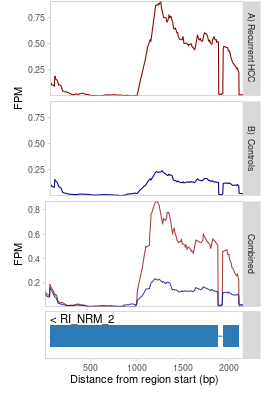 0.75
0.50
0.25
FPM
A) Recurrent HCC
0.75
0.50
0.25
B) Controls
0.8
0.6
0.4
0.2
FPM
Combined
< RI_NRM_2
500 1000 1500 2000
Distance from region start (bp)